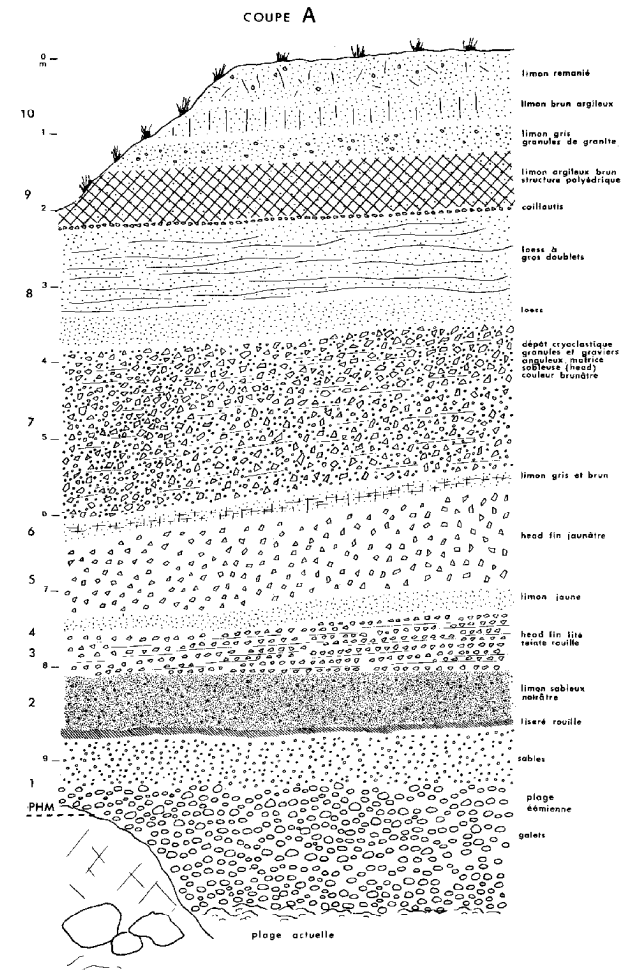 COUPE A
0
m
limon remanié
limon brun argileux
10
1
limon gris
granules de granite
limon argileux brun
structure polyédrique
9
2
caillautis
loess à
gros doublets
3
8
loess
dépôt cryoclastique
granules et graviers
anguleux, matrice
sableuse (head)
couleur brunâtre
4
7
5
limon gris et brun
6
6
head fin jaunâtre
5
7
limon jaune
4
head fin lité
teinte rouille
3
8
limon sableux
noirâtre
2
liseré rouille
9
sables
1
plage
éémienne
PHM
galets
plage actuelle